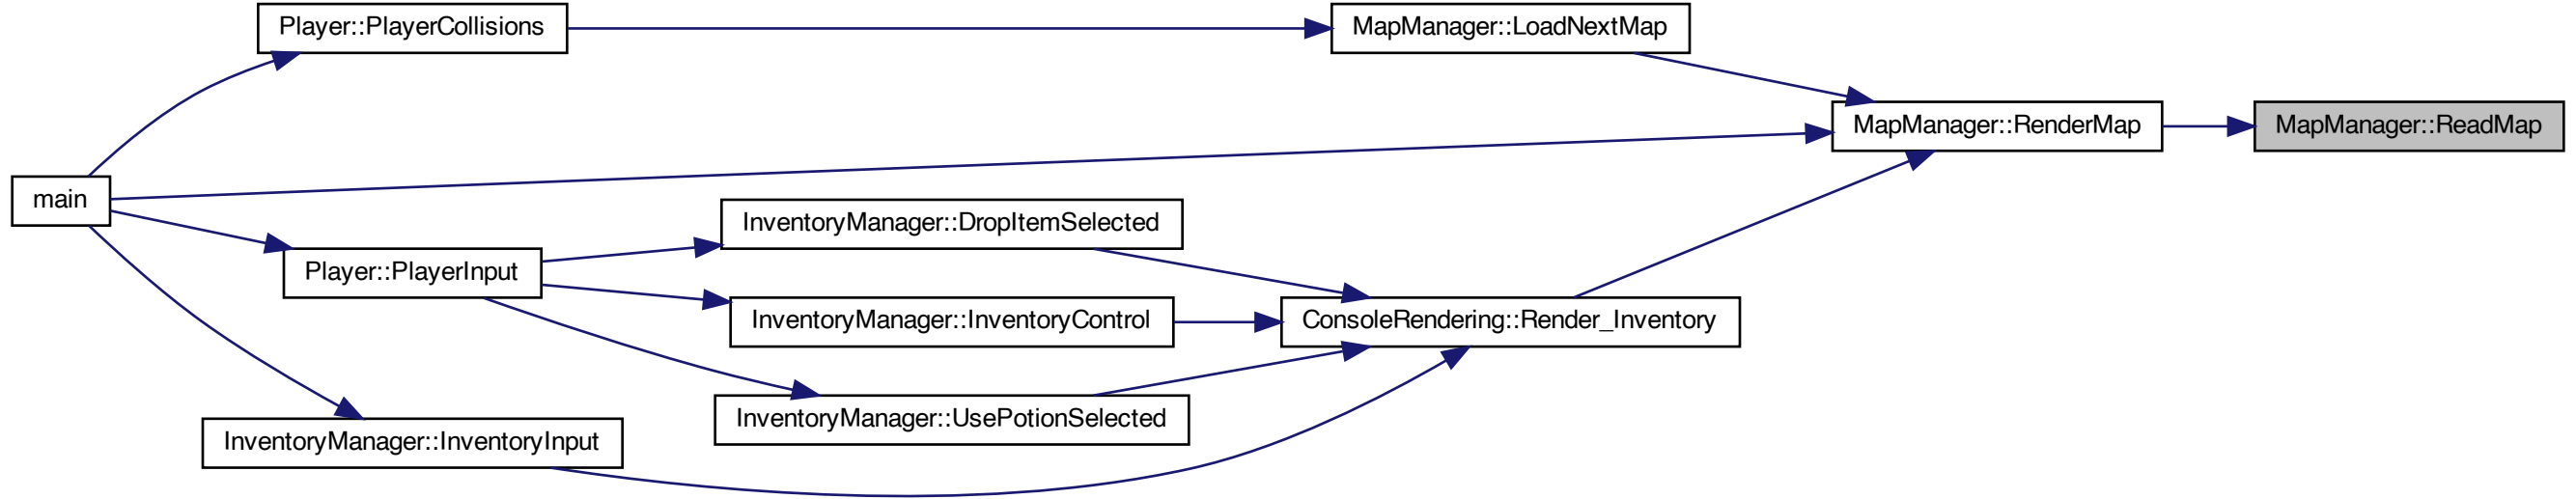 Player::PlayerCollisions
MapManager::LoadNextMap
MapManager::RenderMap
MapManager::ReadMap
main
InventoryManager::DropItemSelected
Player::PlayerInput
InventoryManager::InventoryControl
ConsoleRendering::Render_Inventory
InventoryManager::UsePotionSelected
InventoryManager::InventoryInput